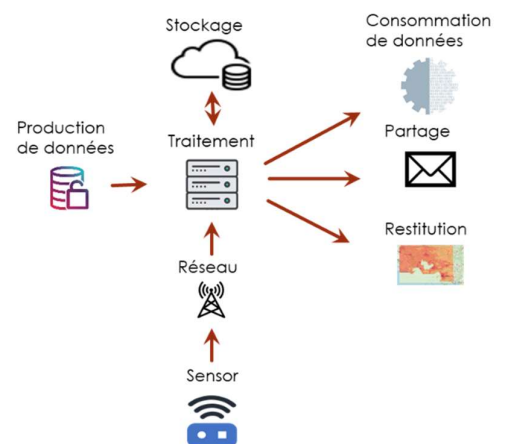 Stockage
Consommation
de données
Production
de données
Traitement
Partage
Restitution
Réseau
Sensor